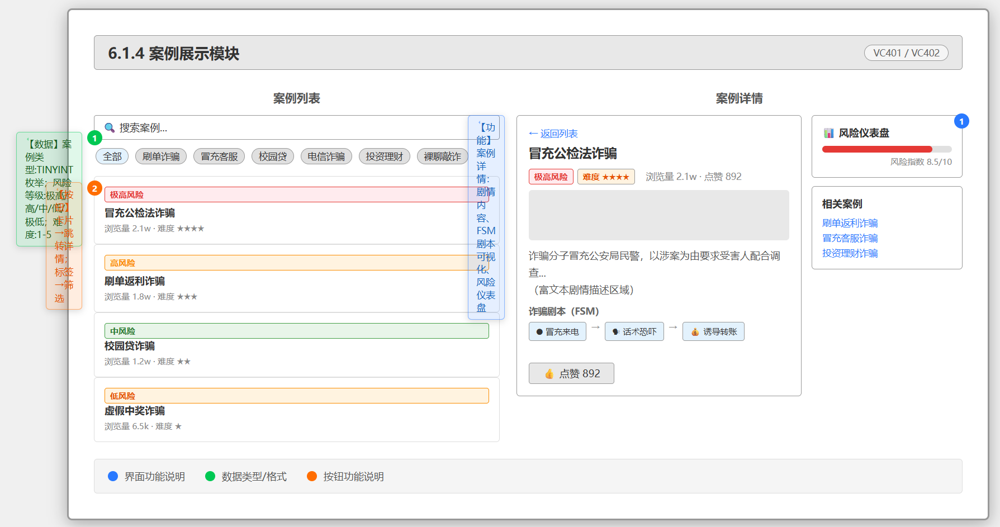 6.1.4 案例展示模块
VC401 / VC402
案例列表
🔍 搜索案例...
全部
刷单诈骗
冒充客服
校园贷
电信诈骗
投资理财
裸聊敲诈
极高风险
冒充公检法诈骗
浏览量 2.1w · 难度 ★★★★
高风险
刷单返利诈骗
浏览量 1.8w · 难度 ★★★
中风险
校园贷诈骗
浏览量 1.2w · 难度 ★★
低风险
虚假中奖诈骗
浏览量 6.5k · 难度 ★
1
【数据】案
例类
型:TINYINT
枚举；风险
等级:极高/
高/中/低/
极低；难
度:1-5
2
【按
钮】
卡片
→跳
转详
情；
标签
→筛
选
【功
能】
案例
详
情:
剧情
内
容、
FSM
剧本
可视
化、
风险
仪表
盘
案例详情
← 返回列表
冒充公检法诈骗
极高风险
难度 ★★★★
浏览量 2.1w · 点赞 892
诈骗分子冒充公安局民警，以涉案为由要求受害人配合调
查...
（富文本剧情描述区域）
诈骗剧本（FSM）
● 冒充来电
→
🗣 话术恐吓
→
💰 诱导转账
👍 点赞 892
1
📊 风险仪表盘
风险指数 8.5/10
相关案例
刷单返利诈骗
冒充客服诈骗
投资理财诈骗
界面功能说明
数据类型/格式
按钮功能说明